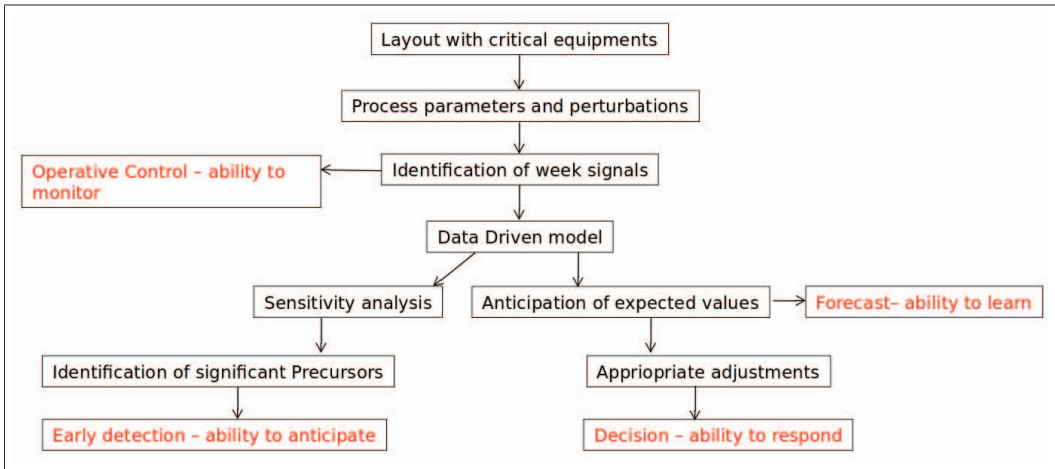 Layout with critical equipments
Process parameters and perturbations
Operative Control – ability to
monitor
Identification of week signals
Data Driven model
Sensitivity analysis
Anticipation of expected values
Forecast– ability to learn
Identification of significant Precursors
Appriopriate adjustments
Early detection – ability to anticipate
Decision – ability to respond